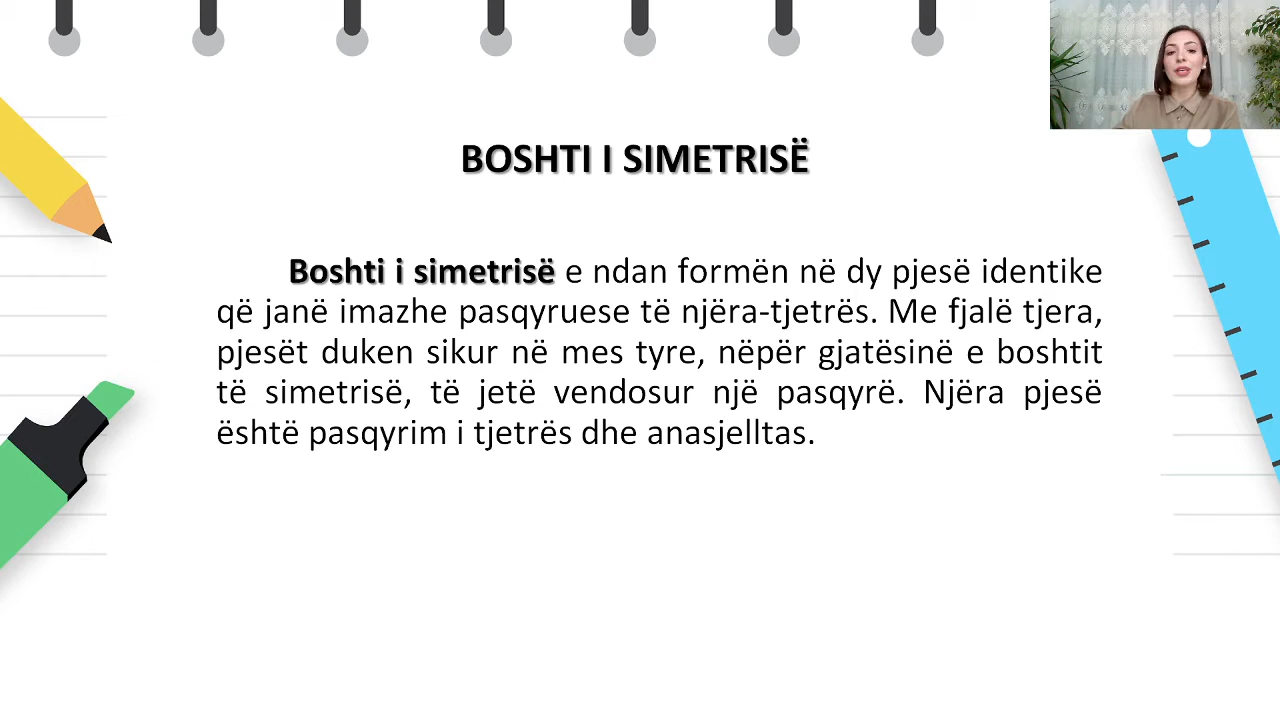 BOSHTI I SIMETRISË
Boshti i simetrisë e ndan formën në dy pjesë identike
që janë imazhe pasqyruese të njëra-tjetrës. Me fjalë tjera,
pjesët duken sikur në mes tyre, nëpër gjatësinë e boshtit
të simetrisë, të jetë vendosur një pasqyrë. Njëra pjesë
është pasqyrim i tjetrës dhe anasjelltas.